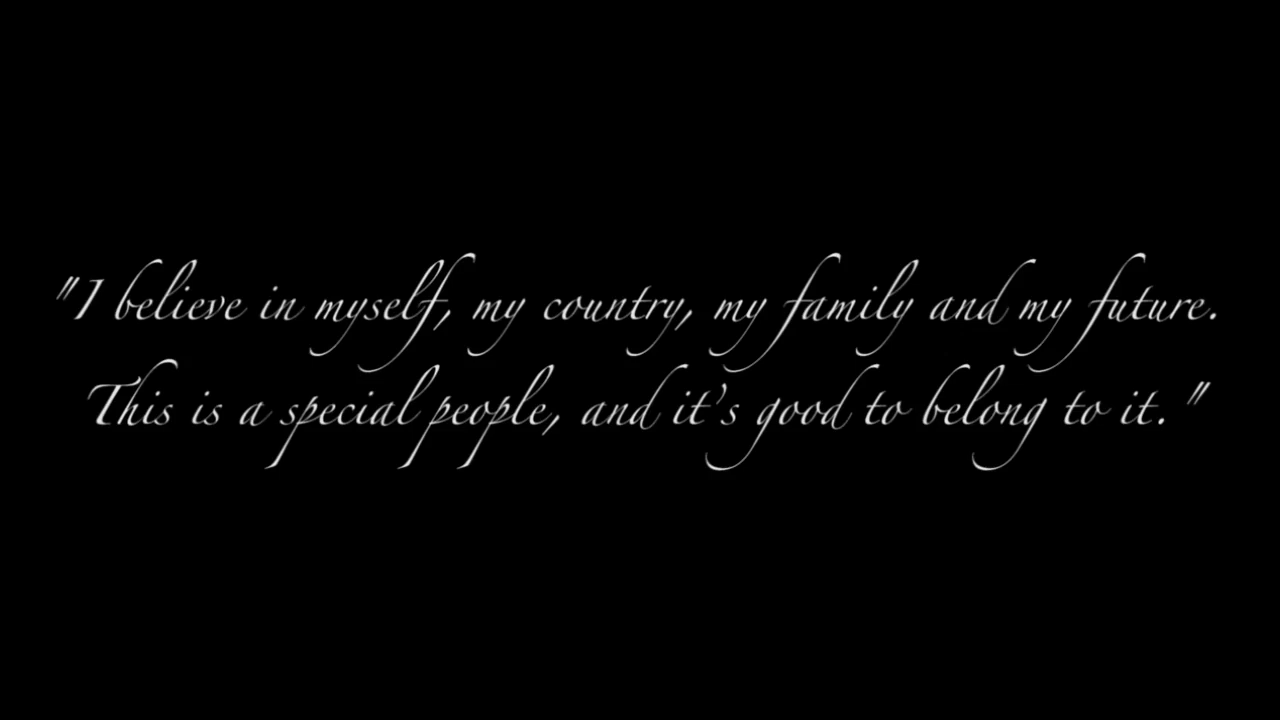 "I believe in myself, my country, my family and my future.
This is a special people, and it's good to belong to it."